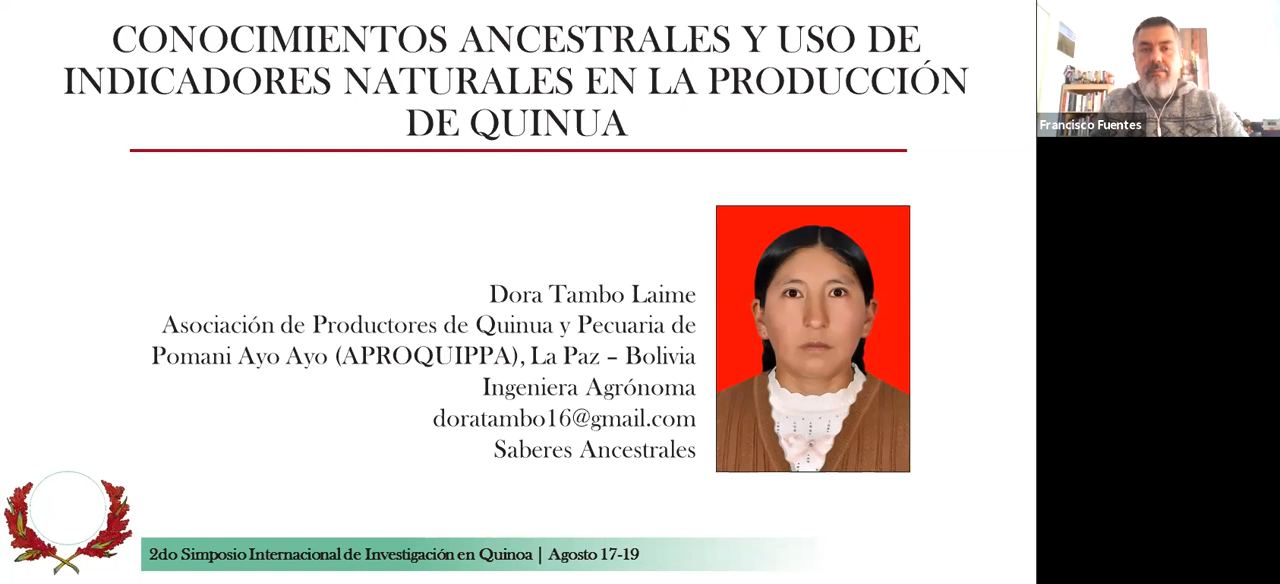 CONOCIMIENTOS ANCESTRALES Y USO DE
INDICADORES NATURALES EN LA PRODUCCIÓN
DE QUINUA
Dora Tambo Laime
Asociación de Productores de Quinua y Pecuaria de
Pomani Ayo Ayo (APROQUIPPA), La Paz – Bolivia
Ingeniera Agrónoma
doratambo16@gmail.com
Saberes Ancestrales
2do Simposio Internacional de Investigación en Quinoa | Agosto 17-19
Francisco Fuentes